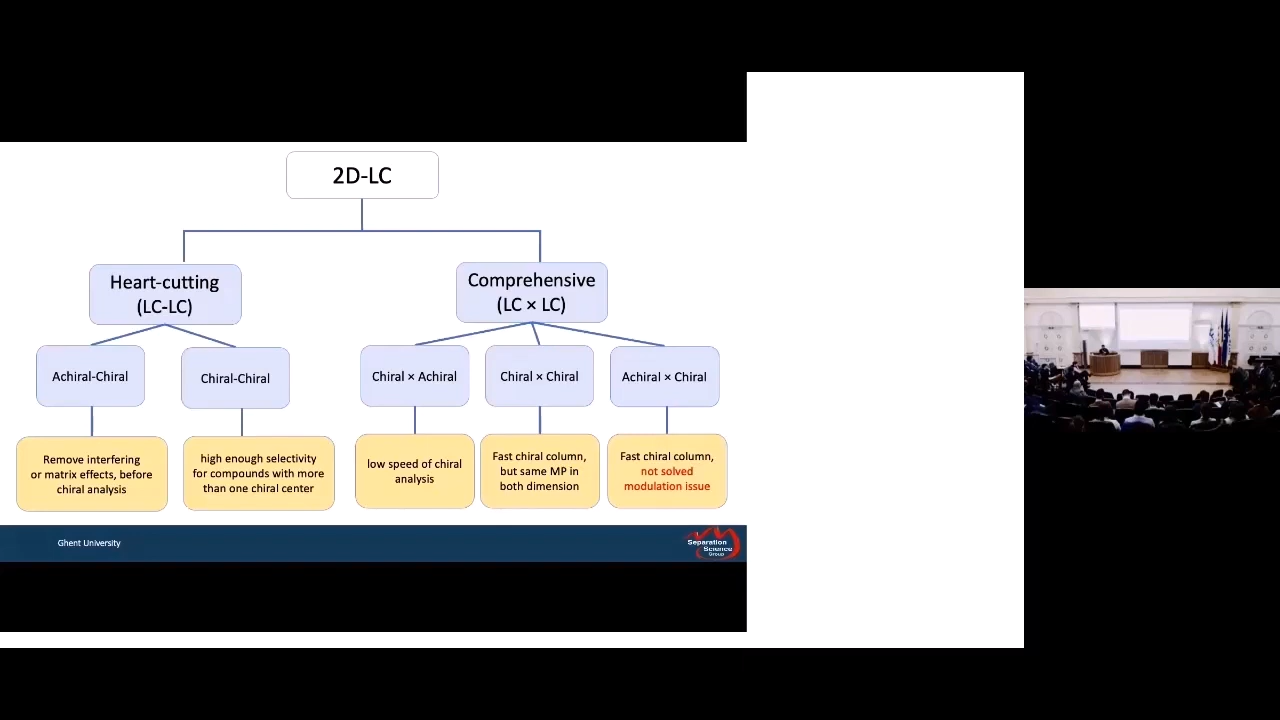 2D-LC
Heart-cutting
(LC-LC)
Comprehensive
(LC × LC)
Achiral-Chiral
Chiral-Chiral
Chiral × Achiral
Chiral × Chiral
Achiral × Chiral
Remove interfering
or matrix effects, before
chiral analysis
high enough selectivity
for compounds with more
than one chiral center
low speed of chiral
analysis
Fast chiral column,
but same MP in
both dimension
Fast chiral column,
not solved
modulation issue
Ghent University
Separation
Science
Group